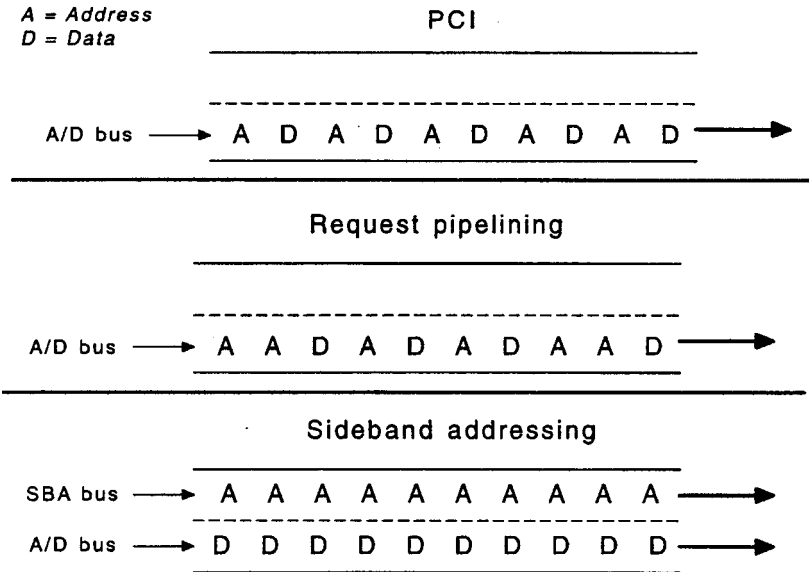 A = Address
D = Data
PCI
A/D bus A D A D A D A D A D
Request pipelining
A/D bus A A D A D A D A A D
Sideband addressing
SBA bus A A A A A A A A A A
A/D bus D D D D D D D D D D